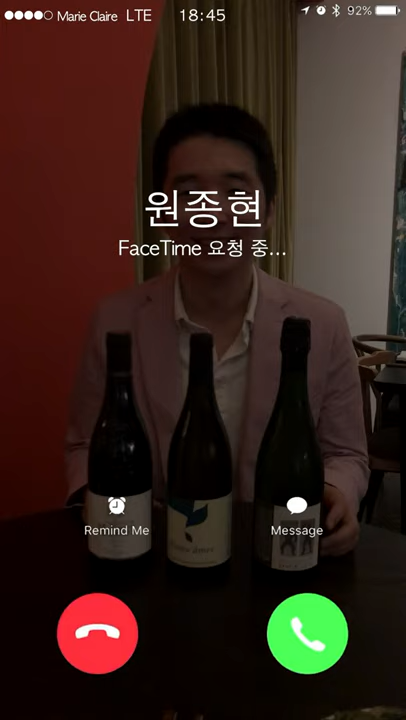 Marie Claire LTE 18:45 92%
원종현
FaceTime 요청 중...
Remind Me Message